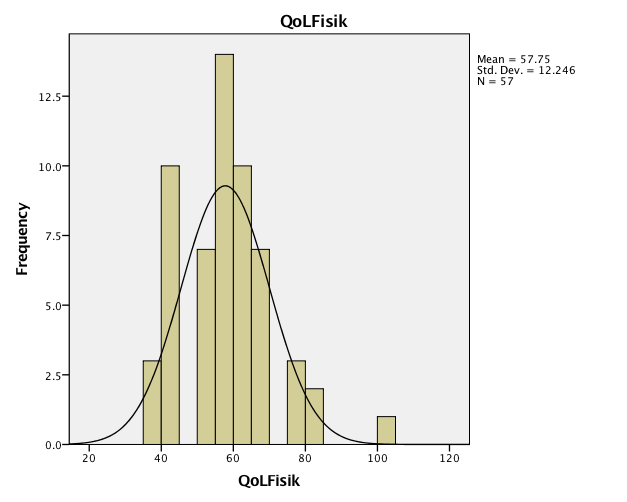 QoLFisik
Mean = 57.75
Std. Dev. = 12.246
N = 57
Frequency
12.5
10.0
7.5
5.0
2.5
0.0
20 40 60 80 100 120
QoLFisik